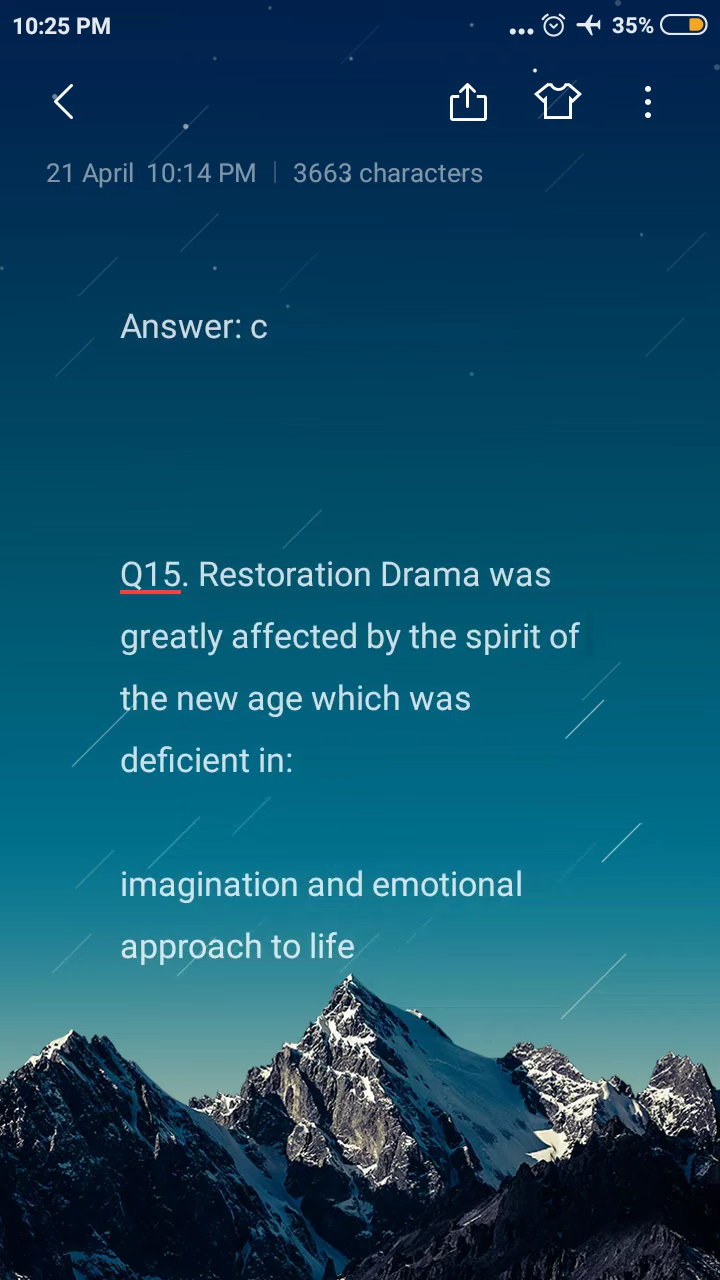 10:25 PM
... 35%
21 April 10:14 PM | 3663 characters
Answer: c
Q15. Restoration Drama was
greatly affected by the spirit of
the new age which was
deficient in:
imagination and emotional
approach to life